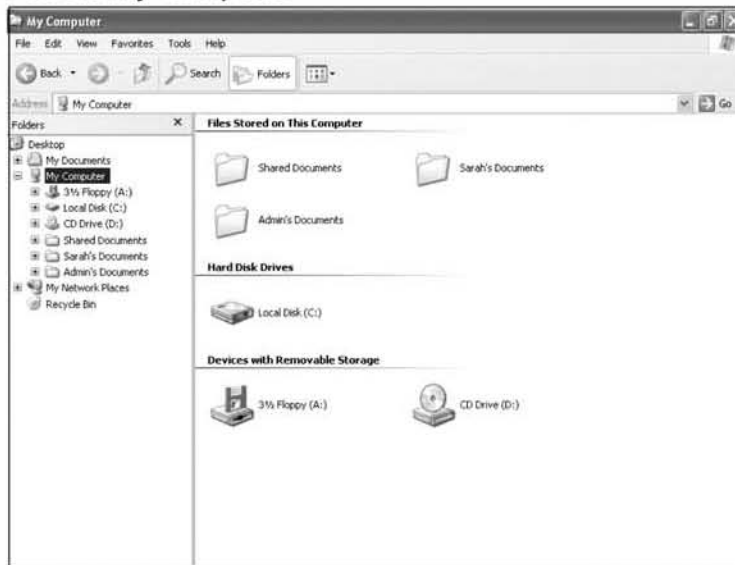 My Computer
File Edit View Favorites Tools Help
Back Search Folders
Address My Computer Go
Folders
Desktop
My Documents
My Computer
3½ Floppy (A:)
Local Disk (C:)
CD Drive (D:)
Shared Documents
Sarah's Documents
Admin's Documents
My Network Places
Recycle Bin
Files Stored on This Computer
Shared Documents Sarah's Documents
Admin's Documents
Hard Disk Drives
Local Disk (C:)
Devices with Removable Storage
3½ Floppy (A:) CD Drive (D:)